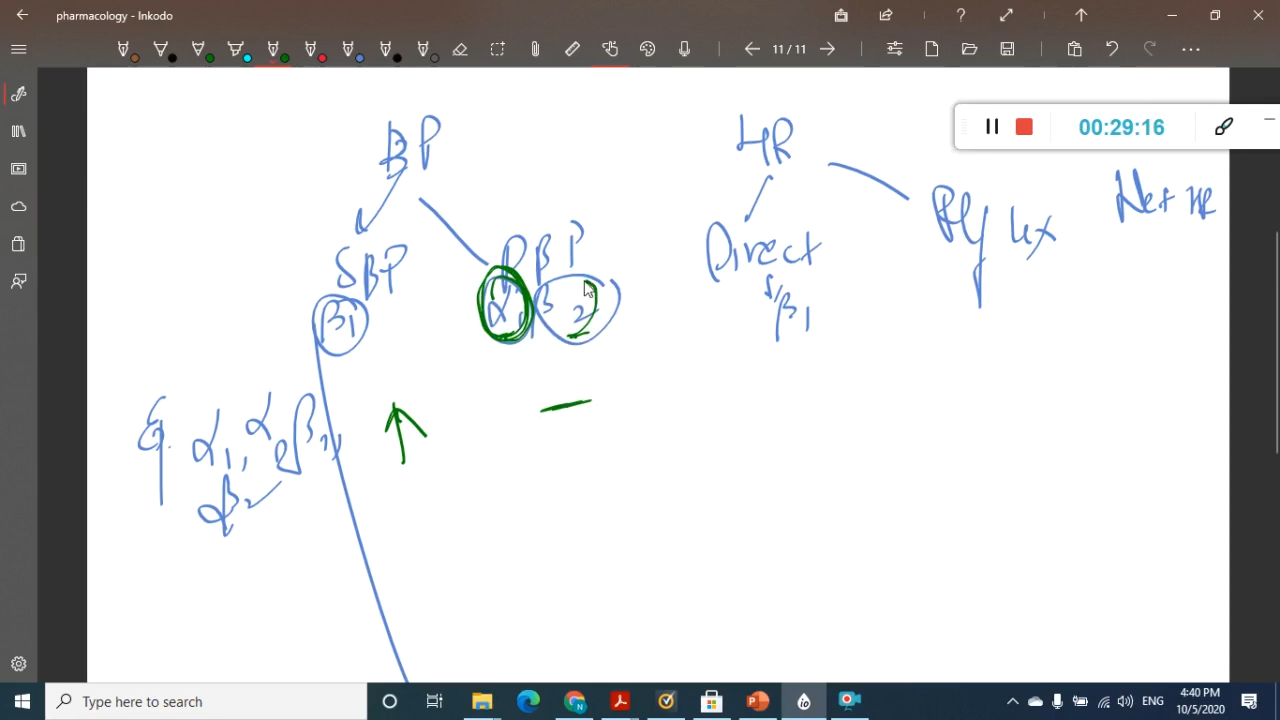 pharmacology - Inkodo
11 / 11
00:29:16
BP
HR
SBP
DBP
Direct
Net HR
β1
α1 β2
β1
α1, α2 β1,
β2
Type here to search
ENG
4:40 PM
10/5/2020